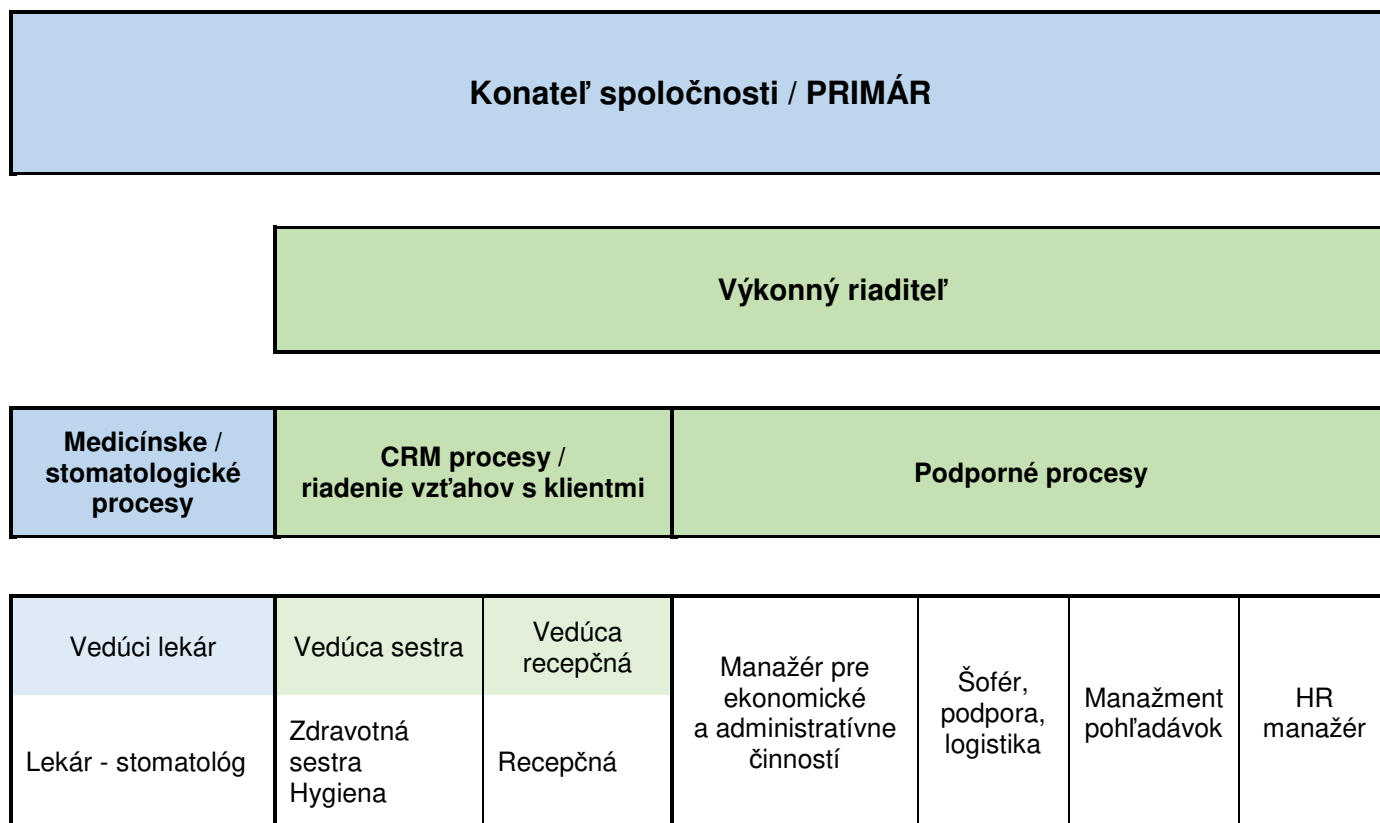 Konateľ spoločnosti / PRIMÁR
Výkonný riaditeľ
Medicínske /
stomatologické
procesy
CRM procesy /
riadenie vzťahov s klientmi
Podporné procesy
Vedúci lekár
Vedúca sestra
Vedúca
recepčná
Manažér pre
ekonomické
a administratívne
činností
Šofér,
podpora,
logistika
Manažment
pohľadávok
HR
manažér
Lekár - stomatológ
Zdravotná
sestra
Hygiena
Recepčná